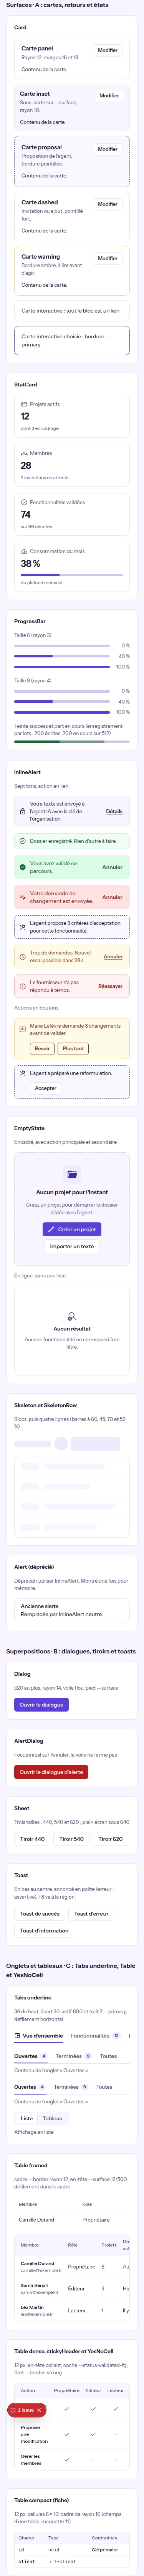 Surfaces · A : cartes, retours et états
Card
Carte panel
Modifier
Rayon 12, marges 16 et 18.
Contenu de la carte.
Carte inset
Modifier
Sous-carte sur --surface,
rayon 10.
Contenu de la carte.
Carte proposal
Modifier
Proposition de l'agent,
bordure pointillée.
Contenu de la carte.
Carte dashed
Modifier
Invitation ou ajout, pointillé
fort.
Contenu de la carte.
Carte warning
Modifier
Bordure ambre, à lire avant
d'agir.
Contenu de la carte.
Carte interactive : tout le bloc est un lien
Carte interactive choisie : bordure --
primary
StatCard
Projets actifs
12
dont 3 en cadrage
Membres
28
2 invitations en attente
Fonctionnalités validées
74
sur 96 décrites
Consommation du mois
38 %
du plafond mensuel
ProgressBar
Taille 6 (rayon 3)
0 %
40 %
100 %
Taille 8 (rayon 4)
0 %
40 %
100 %
Teinte success et part en cours (enregistrement
par lots : 200 écrites, 200 en cours sur 512)
InlineAlert
Sept tons, action en lien
Votre texte est envoyé à
l'agent IA avec la clé de
l'organisation.
Détails
Dossier enregistré. Rien d'autre à faire.
Vous avez validé ce
parcours.
Annuler
Votre demande de
changement est envoyée.
Annuler
L'agent propose 3 critères d'acceptation
pour cette fonctionnalité.
Trop de demandes. Nouvel
essai possible dans 28 s.
Annuler
Le fournisseur n'a pas
répondu à temps.
Réessayer
Actions en boutons
Marie Lefèvre demande 3 changements
avant de valider.
Revoir
Plus tard
L'agent a préparé une reformulation.
Accepter
EmptyState
Encadré, avec action principale et secondaire
Aucun projet pour l'instant
Créez un projet pour démarrer le dossier
d'idée avec l'agent.
Créer un projet
Importer un texte
En ligne, dans une liste
Aucun résultat
Aucune fonctionnalité ne correspond à ce
filtre.
Skeleton et SkeletonRow
Blocs, puis quatre lignes (barres à 60, 45, 70 et 52
%)
Alert (déprécié)
Déprécié : utiliser InlineAlert. Montré une fois pour
mémoire.
Ancienne alerte
Remplacée par InlineAlert neutre.
Superpositions · B : dialogues, tiroirs et toasts
Dialog
520 au plus, rayon 14, voile flou, pied --surface
Ouvrir le dialogue
AlertDialog
Focus initial sur Annuler, le voile ne ferme pas
Ouvrir le dialogue d'alerte
Sheet
Trois tailles : 440, 540 et 620 ; plein écran sous 640
Tiroir 440
Tiroir 540
Tiroir 620
Toast
En bas au centre, annoncé en polite (erreur :
assertive), F8 va à la région
Toast de succès
Toast d'erreur
Toast d'information
Onglets et tableaux · C : Tabs underline, Table
et YesNoCell
Tabs underline
36 de haut, écart 20, actif 600 et trait 2 --primary,
défilement horizontal
Vue d'ensemble
Fonctionnalités 12
Ouvertes 4
Terminées 9
Toutes
Contenu de l'onglet « Ouvertes »
Ouvertes 4
Terminées 9
Toutes
Contenu de l'onglet « Ouvertes »
Liste
Tableau
Affichage en liste
Table framed
cadre --border rayon 12, en-tête --surface 12/500,
défilement dans le cadre
Membre
Rôle
Camille Durand
Propriétaire
Membre
Rôle
Projets
Camille Durand
camille@exemple.fr
Propriétaire
6
Samir Benali
samir@exemple.fr
Éditeur
3
Léa Martin
lea@exemple.fr
Lecteur
1
Table dense, stickyHeader et YesNoCell
12 px, en-tête collant, coche --status-validated-fg,
tiret --border-strong
Action
Propriétaire
Éditeur
Lecteur
1 Issue
Proposer
une
modification
Gérer les
membres
Table compact (fiche)
12 px, cellules 6 × 10, cadre de rayon 10 (champs
d'une table, maquette 11)
Champ
Type
Contraintes
id
uuid
Clé primaire
client
→ T-client
—